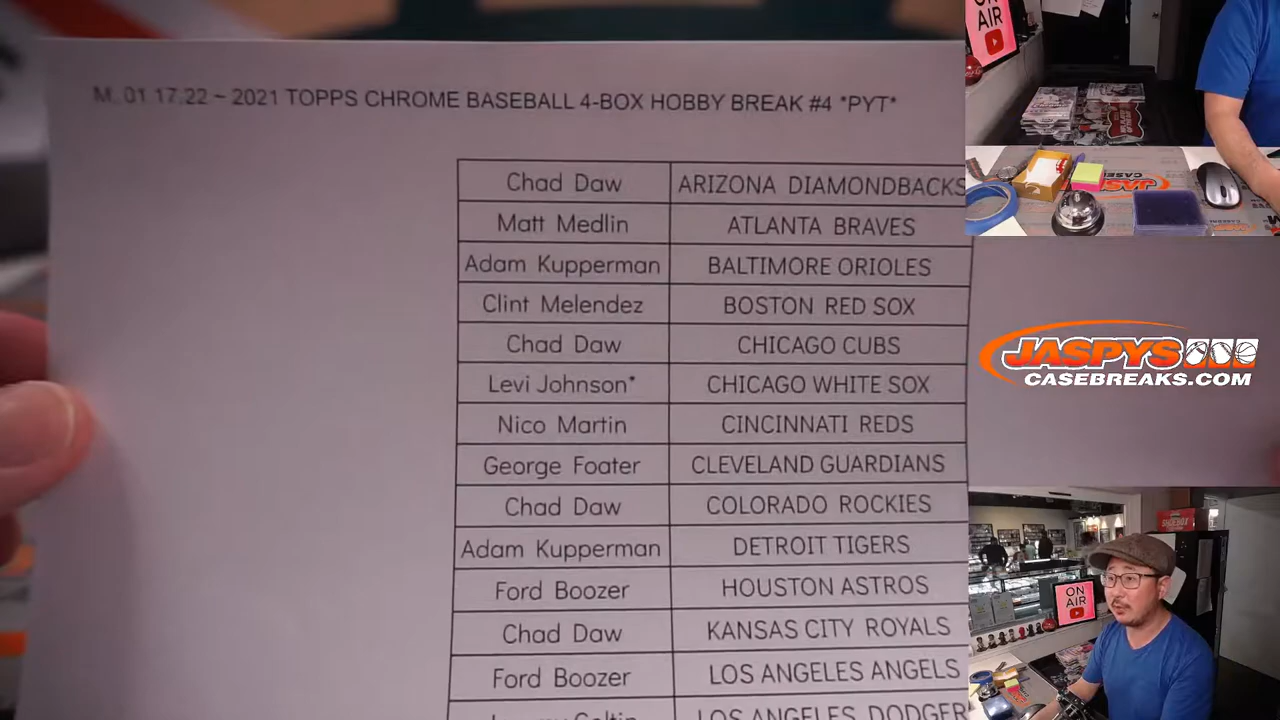 M. 01.17.22 ~ 2021 TOPPS CHROME BASEBALL 4-BOX HOBBY BREAK #4 *PYT*
Chad Daw ARIZONA DIAMONDBACKS
Matt Medlin ATLANTA BRAVES
Adam Kupperman BALTIMORE ORIOLES
Clint Melendez BOSTON RED SOX
Chad Daw CHICAGO CUBS
Levi Johnson* CHICAGO WHITE SOX
Nico Martin CINCINNATI REDS
George Foater CLEVELAND GUARDIANS
Chad Daw COLORADO ROCKIES
Adam Kupperman DETROIT TIGERS
Ford Boozer HOUSTON ASTROS
Chad Daw KANSAS CITY ROYALS
Ford Boozer LOS ANGELES ANGELS
LOS ANGELES DODGER
ON
AIR
JASPYS
JASPYS
CASEBREAKS.COM
ON
AIR